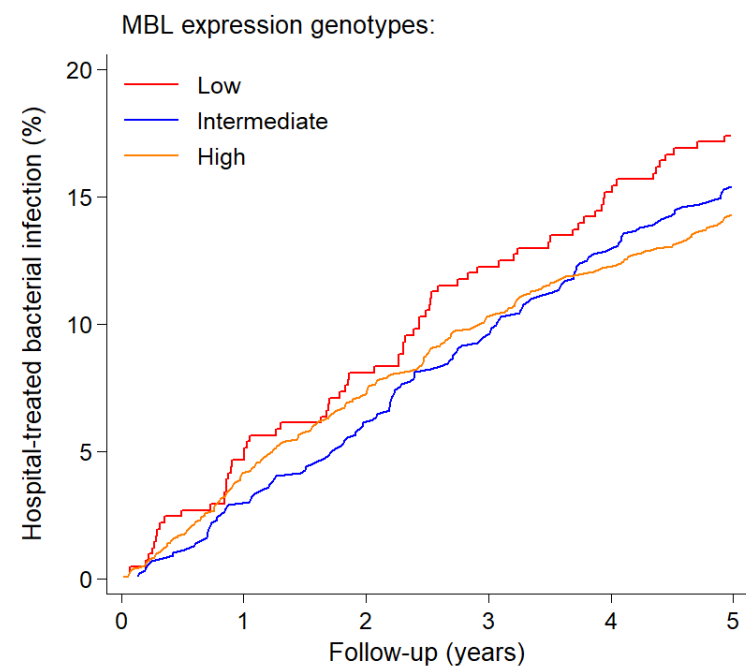 MBL expression genotypes:
Low
Intermediate
High
Hospital-treated bacterial infection (%)
20
15
10
5
0
0 1 2 3 4 5
Follow-up (years)